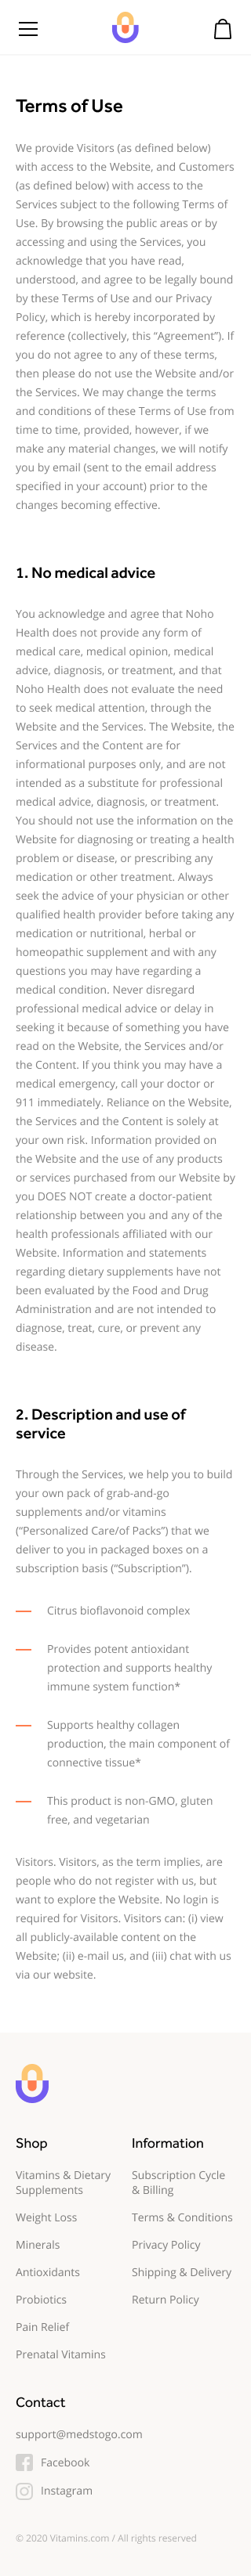 Terms of Use
We provide Visitors (as defined below)
with access to the Website, and Customers
(as defined below) with access to the
Services subject to the following Terms of
Use. By browsing the public areas or by
accessing and using the Services, you
acknowledge that you have read,
understood, and agree to be legally bound
by these Terms of Use and our Privacy
Policy, which is hereby incorporated by
reference (collectively, this “Agreement”). If
you do not agree to any of these terms,
then please do not use the Website and/or
the Services. We may change the terms
and conditions of these Terms of Use from
time to time, provided, however, if we
make any material changes, we will notify
you by email (sent to the email address
specified in your account) prior to the
changes becoming effective.
1. No medical advice
You acknowledge and agree that Noho
Health does not provide any form of
medical care, medical opinion, medical
advice, diagnosis, or treatment, and that
Noho Health does not evaluate the need
to seek medical attention, through the
Website and the Services. The Website, the
Services and the Content are for
informational purposes only, and are not
intended as a substitute for professional
medical advice, diagnosis, or treatment.
You should not use the information on the
Website for diagnosing or treating a health
problem or disease, or prescribing any
medication or other treatment. Always
seek the advice of your physician or other
qualified health provider before taking any
medication or nutritional, herbal or
homeopathic supplement and with any
questions you may have regarding a
medical condition. Never disregard
professional medical advice or delay in
seeking it because of something you have
read on the Website, the Services and/or
the Content. If you think you may have a
medical emergency, call your doctor or
911 immediately. Reliance on the Website,
the Services and the Content is solely at
your own risk. Information provided on
the Website and the use of any products
or services purchased from our Website by
you DOES NOT create a doctor-patient
relationship between you and any of the
health professionals affiliated with our
Website. Information and statements
regarding dietary supplements have not
been evaluated by the Food and Drug
Administration and are not intended to
diagnose, treat, cure, or prevent any
disease.
2. Description and use of
service
Through the Services, we help you to build
your own pack of grab-and-go
supplements and/or vitamins
(“Personalized Care/of Packs”) that we
deliver to you in packaged boxes on a
subscription basis (“Subscription”).
Citrus bioflavonoid complex
Provides potent antioxidant
protection and supports healthy
immune system function*
Supports healthy collagen
production, the main component of
connective tissue*
This product is non-GMO, gluten
free, and vegetarian
Visitors. Visitors, as the term implies, are
people who do not register with us, but
want to explore the Website. No login is
required for Visitors. Visitors can: (i) view
all publicly-available content on the
Website; (ii) e-mail us, and (iii) chat with us
via our website.
Shop
Vitamins & Dietary
Supplements
Weight Loss
Minerals
Antioxidants
Probiotics
Pain Relief
Prenatal Vitamins
Information
Subscription Cycle
& Billing
Terms & Conditions
Privacy Policy
Shipping & Delivery
Return Policy
Contact
support@medstogo.com
Facebook
Instagram
© 2020 Vitamins.com / All rights reserved